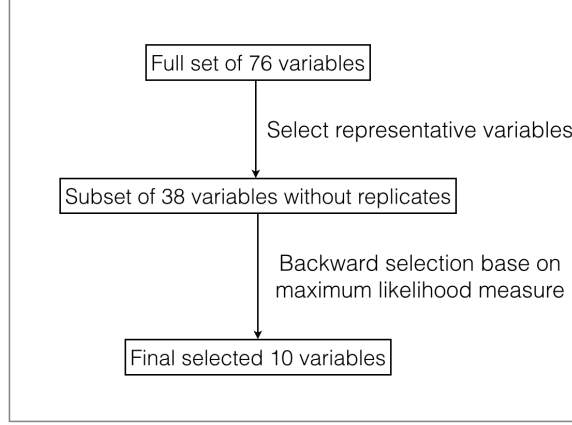 Full set of 76 variables
Select representative variables
Subset of 38 variables without replicates
Backward selection base on
maximum likelihood measure
Final selected 10 variables